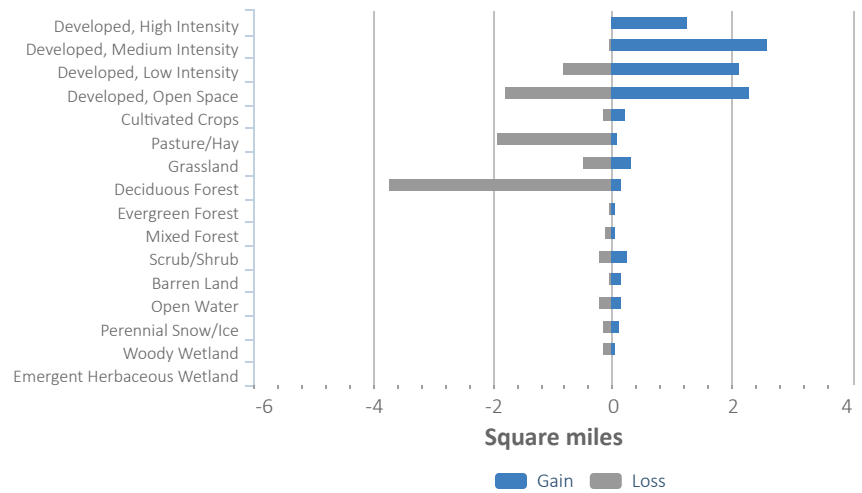 Developed, High Intensity
Developed, Medium Intensity
Developed, Low Intensity
Developed, Open Space
Cultivated Crops
Pasture/Hay
Grassland
Deciduous Forest
Evergreen Forest
Mixed Forest
Scrub/Shrub
Barren Land
Open Water
Perennial Snow/Ice
Woody Wetland
Emergent Herbaceous Wetland
-6 -4 -2 0 2 4
Square miles
Gain Loss